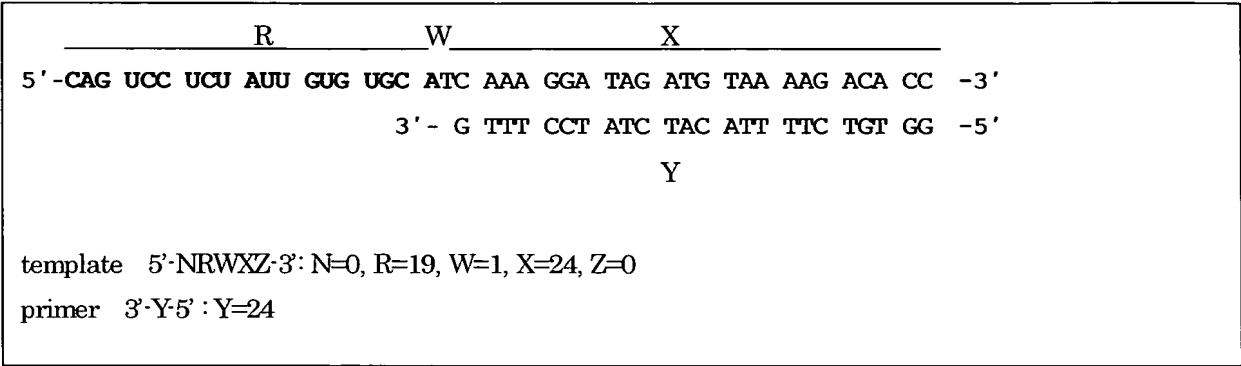 R W X
5'-CAG UCC UCU AUU GUG UGC ATC AAA GGA TAG ATG TAA AAG ACA CC -3'
3'- G TTT CCT ATC TAC ATT TTC TGT GG -5'
Y
template 5'-NRWXZ-3': N=0, R=19, W=1, X=24, Z=0
primer 3'-Y-5' : Y=24